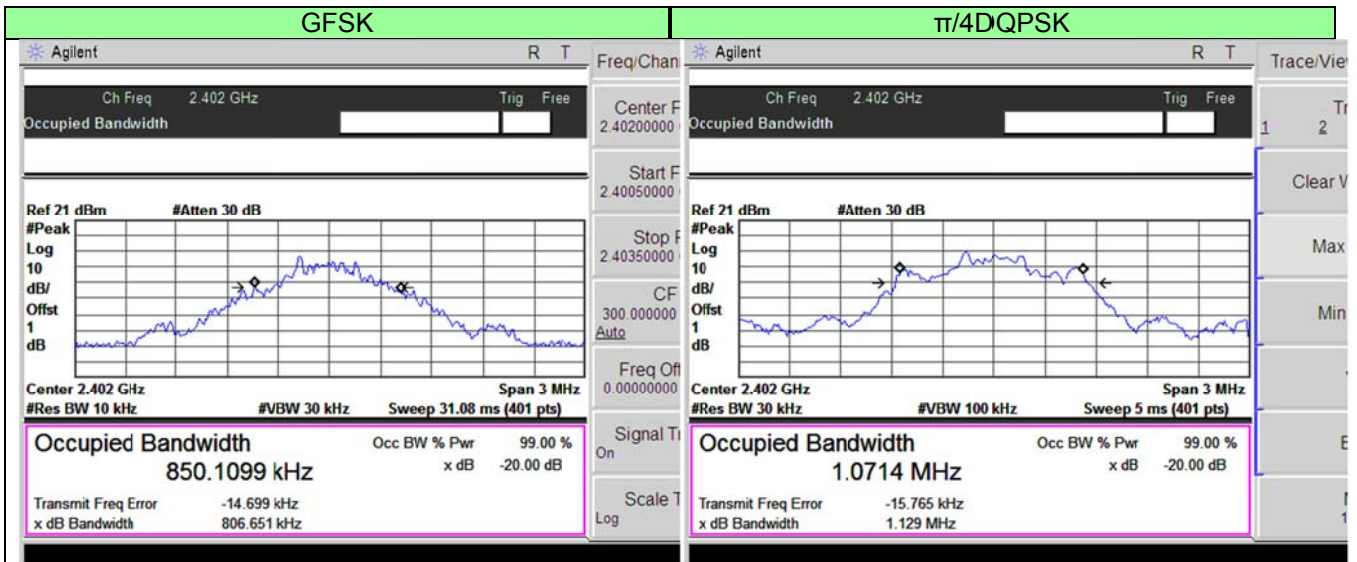 GFSK
π/4DQPSK
Agilent R T
Ch Freq 2.402 GHz Trig Free
Occupied Bandwidth
Ref 21 dBm #Atten 30 dB
#Peak
Log
10
dB/
Offst
1
dB
Center 2.402 GHz Span 3 MHz
#Res BW 10 kHz #VBW 30 kHz Sweep 31.08 ms (401 pts)
Occupied Bandwidth Occ BW % Pwr 99.00 %
850.1099 kHz x dB -20.00 dB
Transmit Freq Error -14.699 kHz
x dB Bandwidth 806.651 kHz
Freq/Chan
Center F
2.40200000
Start F
2.40050000
Stop F
2.40350000
CF
300.000000
Auto
Freq Off
0.00000000
Signal Tr
On
Scale T
Log
Agilent R T
Ch Freq 2.402 GHz Trig Free
Occupied Bandwidth
Ref 21 dBm #Atten 30 dB
#Peak
Log
10
dB/
Offst
1
dB
Center 2.402 GHz Span 3 MHz
#Res BW 30 kHz #VBW 100 kHz Sweep 5 ms (401 pts)
Occupied Bandwidth Occ BW % Pwr 99.00 %
1.0714 MHz x dB -20.00 dB
Transmit Freq Error -15.765 kHz
x dB Bandwidth 1.129 MHz
Trace/Vie
Tr
1 2
Clear
Max
Min